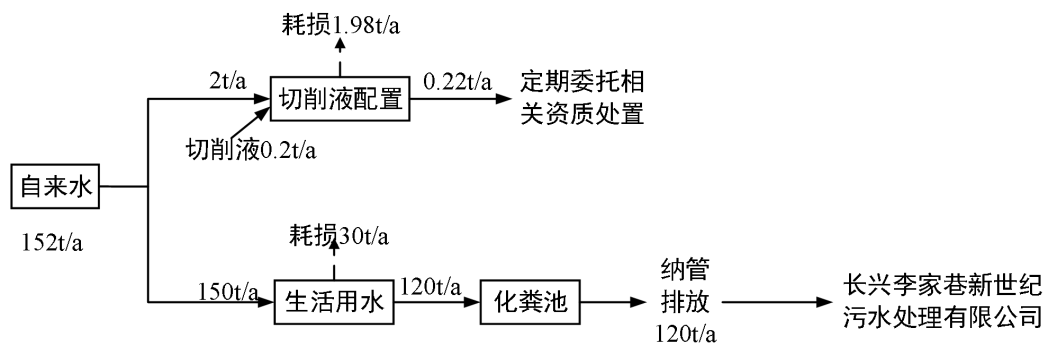 耗损1.98t/a
2t/a
切削液配置
0.22t/a
定期委托相
关资质处置
切削液0.2t/a
自来水
152t/a
耗损30t/a
150t/a
生活用水
120t/a
化粪池
纳管
排放
120t/a
长兴李家巷新世纪
污水处理有限公司